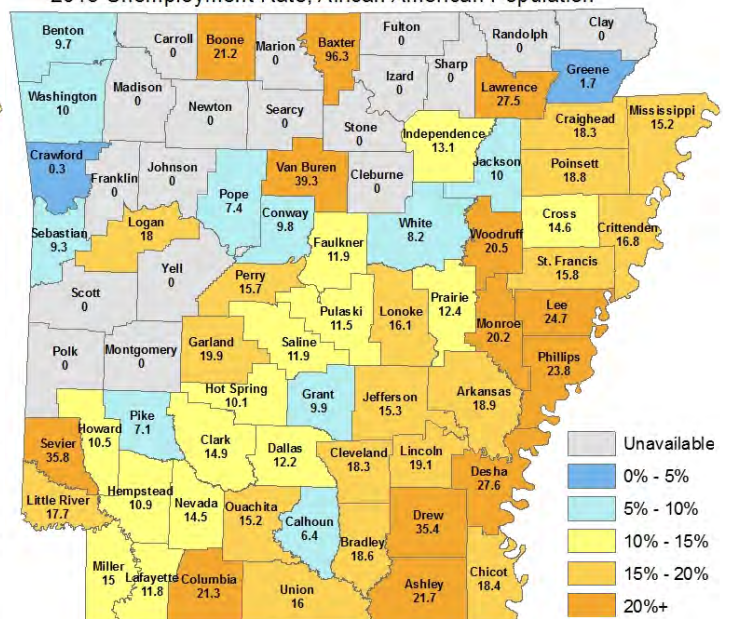 Unemployment Rate, African American Population
Benton
9.7
Carroll
0
Boone
21.2
Marion
0
Baxter
96.3
Fulton
0
Randolph
0
Clay
0
Washington
10
Madison
0
Newton
0
Searcy
0
Stone
0
Izard
0
Sharp
0
Lawrence
27.5
Greene
1.7
Craighead
18.3
Mississippi
15.2
Crawford
0.3
Franklin
0
Johnson
0
Pope
7.4
Van Buren
39.3
Cleburne
0
Independence
13.1
Jackson
10
Poinsett
18.8
Sebastian
9.3
Logan
18
Conway
9.8
Faulkner
11.9
White
8.2
Woodruff
20.5
Cross
14.6
Crittenden
16.8
St. Francis
15.8
Scott
0
Yell
0
Perry
15.7
Pulaski
11.5
Lonoke
16.1
Prairie
12.4
Monroe
20.2
Lee
24.7
Phillips
23.8
Polk
0
Montgomery
0
Garland
19.9
Saline
11.9
Hot Spring
10.1
Grant
9.9
Jefferson
15.3
Arkansas
18.9
Sevier
35.8
Howard
10.5
Pike
7.1
Clark
14.9
Dallas
12.2
Cleveland
18.3
Lincoln
19.1
Desha
27.6
Little River
17.7
Hempstead
10.9
Nevada
14.5
Ouachita
15.2
Calhoun
6.4
Bradley
18.6
Drew
35.4
Miller
15
Lafayette
11.8
Columbia
21.3
Union
16
Ashley
21.7
Chicot
18.4
Unavailable
0% - 5%
5% - 10%
10% - 15%
15% - 20%
20%+